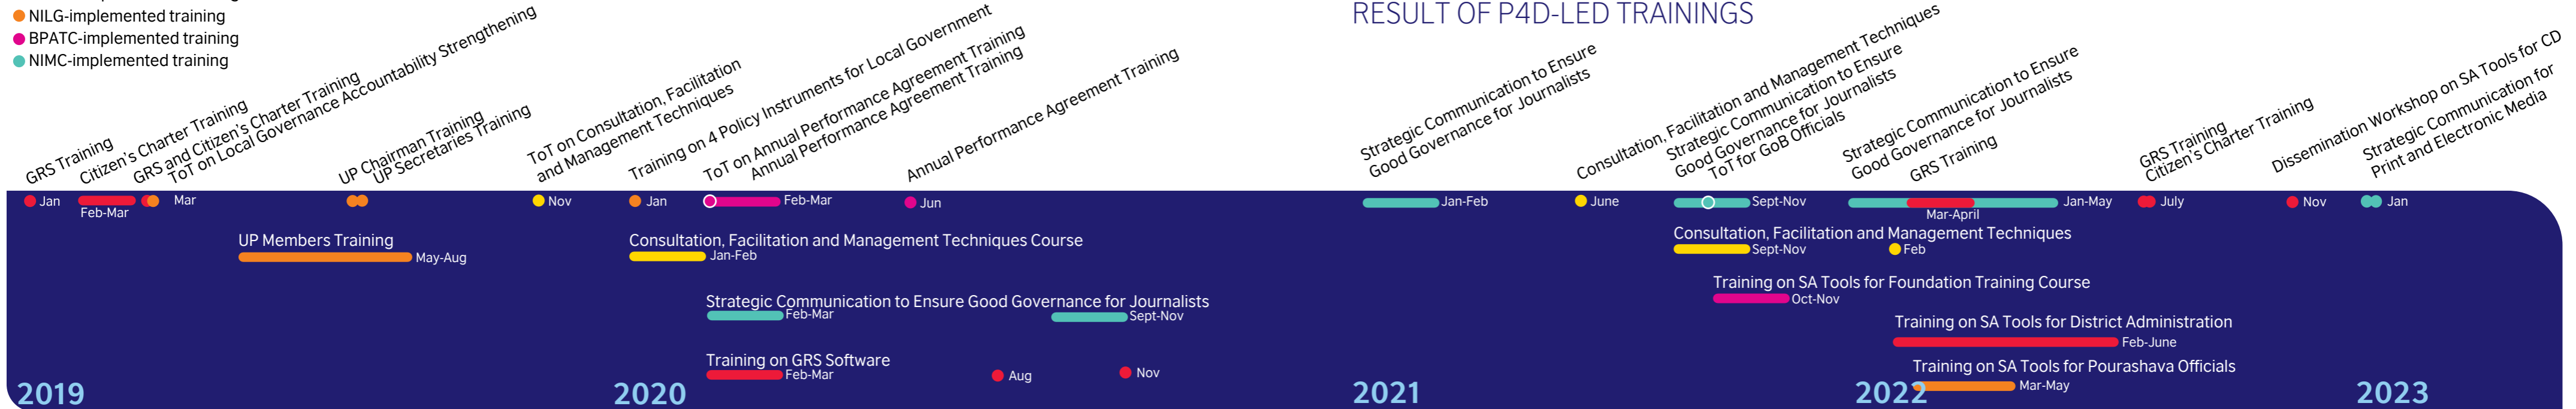 NILG-implemented training
BPATC-implemented training
NIMC-implemented training
RESULT OF P4D-LED TRAININGS
GRS Training
Citizen's Charter Training
GRS and Citizen's Charter Training
ToT on Local Governance Accountability Strengthening
UP Chairman Training
UP Secretaries Training
ToT on Consultation, Facilitation
and Management Techniques
Training on 4 Policy Instruments for Local Government
ToT on Annual Performance Agreement Training
Annual Performance Agreement Training
Annual Performance Agreement Training
Strategic Communication to Ensure
Good Governance for Journalists
Consultation, Facilitation and Management Techniques
Strategic Communication to Ensure
Good Governance for Journalists
ToT for GoB Officials
Strategic Communication to Ensure
Good Governance for Journalists
GRS Training
GRS Training
Citizen's Charter Training
Dissemination Workshop on SA Tools for CD
Strategic Communication for
Print and Electronic Media
Jan
Feb-Mar
Mar
Nov
Jan
Feb-Mar
Jun
Jan-Feb
June
Sept-Nov
Mar-April
Jan-May
July
Nov
Jan
UP Members Training
May-Aug
Consultation, Facilitation and Management Techniques Course
Jan-Feb
Consultation, Facilitation and Management Techniques
Sept-Nov
Feb
Strategic Communication to Ensure Good Governance for Journalists
Feb-Mar
Sept-Nov
Training on SA Tools for Foundation Training Course
Oct-Nov
Training on SA Tools for District Administration
Feb-June
Training on GRS Software
Feb-Mar
Aug
Nov
Training on SA Tools for Pourashava Officials
Mar-May
2019
2020
2021
2022
2023